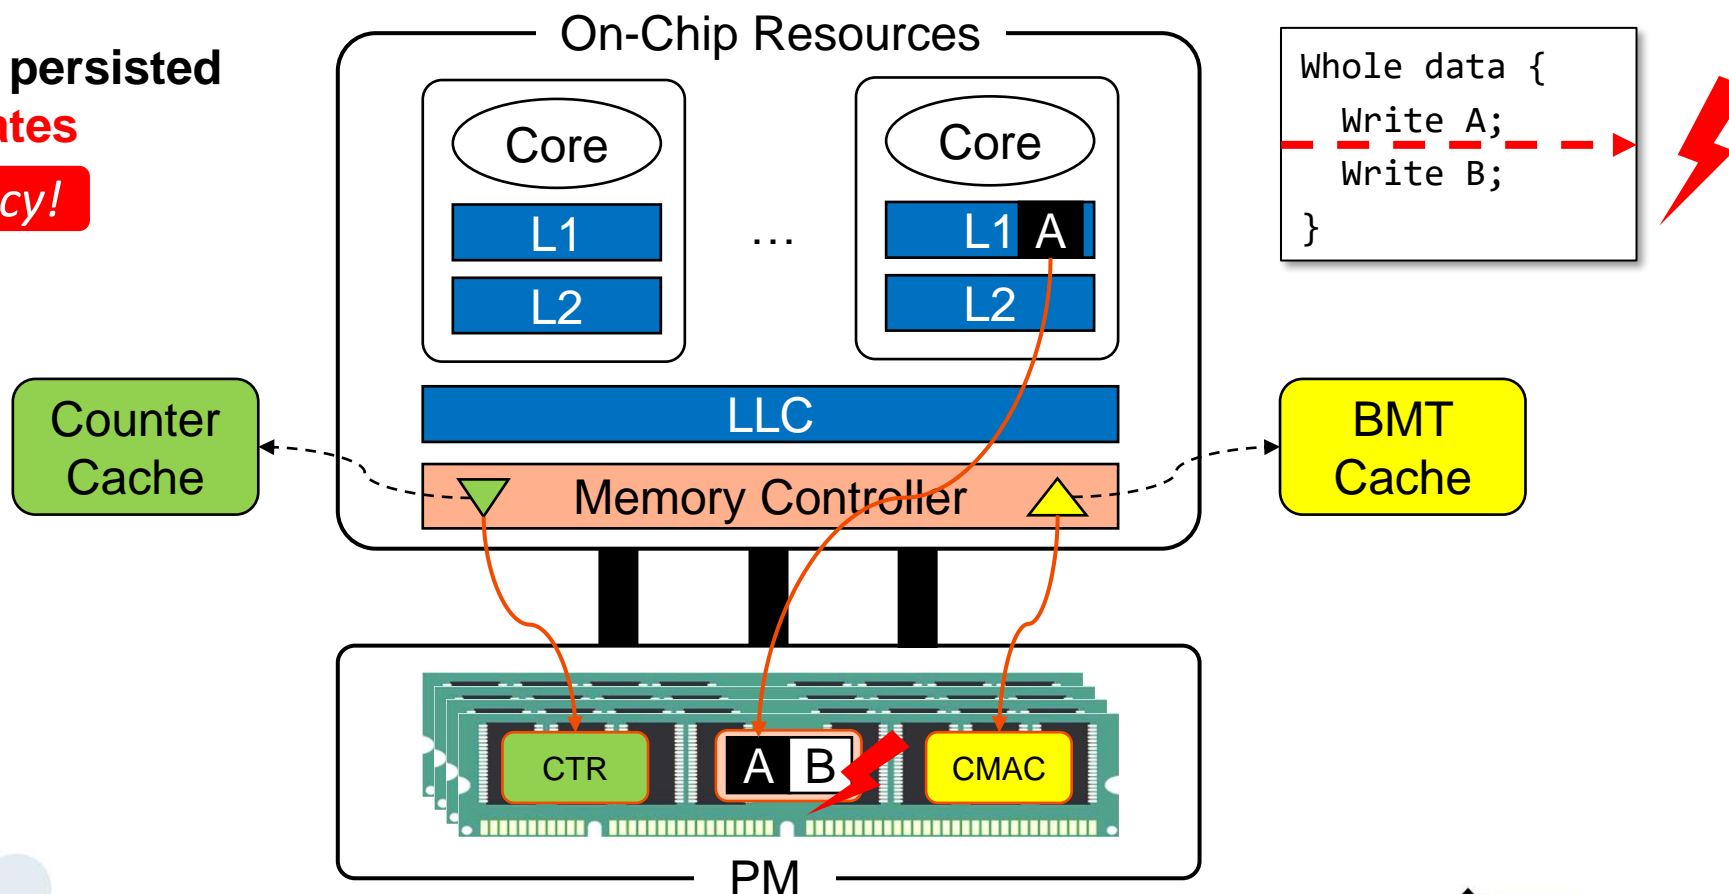 On-Chip Resources
persisted
cy!
Core
L1
L2
...
Core
L1 A
L2
LLC
Memory Controller
Counter
Cache
BMT
Cache
Whole data {
Write A;
Write B;
}
CTR
A B
CMAC
PM